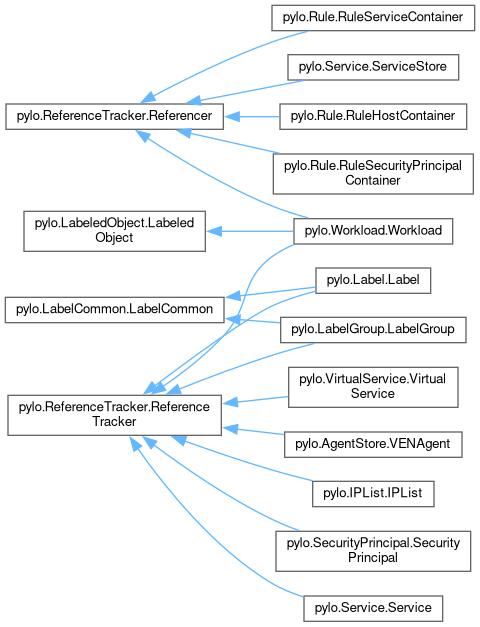 pylo.Rule.RuleServiceContainer
pylo.Service.ServiceStore
pylo.ReferenceTracker.Referencer
pylo.Rule.RuleHostContainer
pylo.Rule.RuleSecurityPrincipal
Container
pylo.LabeledObject.Labeled
Object
pylo.Workload.Workload
pylo.Label.Label
pylo.LabelCommon.LabelCommon
pylo.LabelGroup.LabelGroup
pylo.VirtualService.Virtual
Service
pylo.ReferenceTracker.Reference
Tracker
pylo.AgentStore.VENAgent
pylo.IPList.IPList
pylo.SecurityPrincipal.Security
Principal
pylo.Service.Service